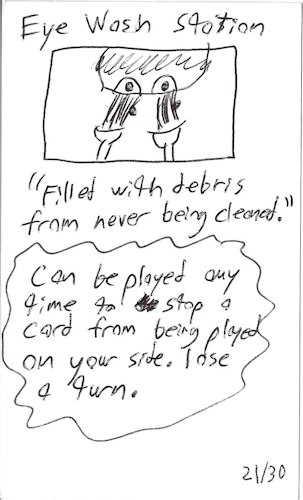 Eye Wash Station
"Filled with debris
from never being cleaned."
Can be played any
time to stop a
card from being played
on your side. lose
a turn.
21/30